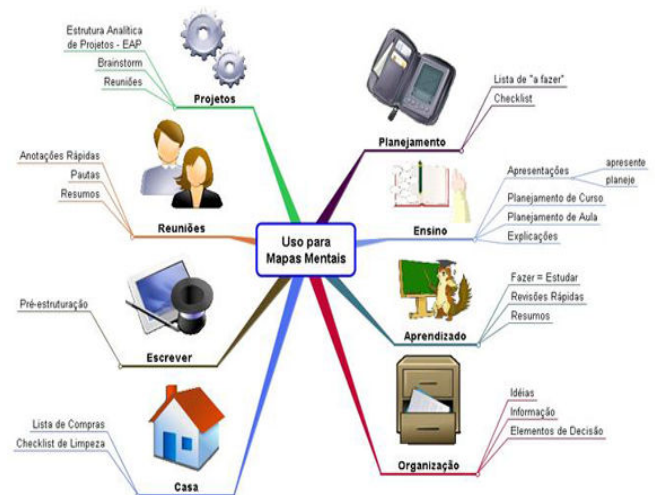 Estrutura Analítica
de Projetos - EAP
Brainstorm
Reuniões
Projetos
Anotações Rápidas
Pautas
Resumos
Reuniões
Pré-estruturação
Escrever
Lista de Compras
Checklist de Limpeza
Casa
Uso para
Mapas Mentais
Lista de "a fazer"
Checklist
Planejamento
Apresentações
apresente
planeje
Planejamento de Curso
Planejamento de Aula
Explicações
Ensino
Fazer = Estudar
Revisões Rápidas
Resumos
Aprendizado
Idéias
Informação
Elementos de Decisão
Organização